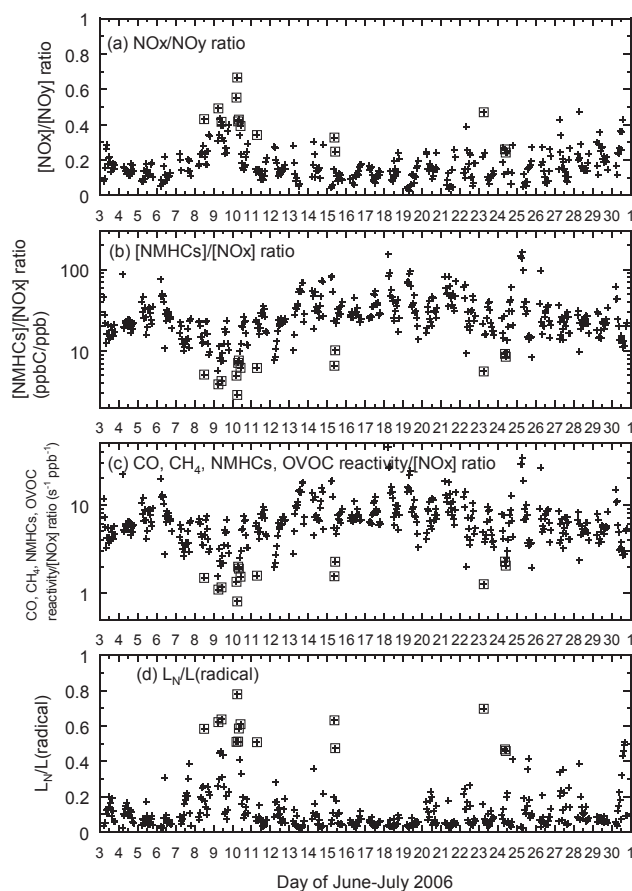 (a) NOx/NOy ratio
[NOx]/[NOy] ratio
1
0.8
0.6
0.4
0.2
0
3 4 5 6 7 8 9 10 11 12 13 14 15 16 17 18 19 20 21 22 23 24 25 26 27 28 29 30 1
(b) [NMHCs]/[NOx] ratio
[NMHCs]/[NOx] ratio
(ppbC/ppb)
100
10
3 4 5 6 7 8 9 10 11 12 13 14 15 16 17 18 19 20 21 22 23 24 25 26 27 28 29 30 1
(c) CO, CH₄, NMHCs, OVOC reactivity/[NOx] ratio
CO, CH₄, NMHCs, OVOC
reactivity/[NOx] ratio (s⁻¹ ppb⁻¹)
10
1
3 4 5 6 7 8 9 10 11 12 13 14 15 16 17 18 19 20 21 22 23 24 25 26 27 28 29 30 1
(d) L_N/L(radical)
L_N/L(radical)
1
0.8
0.6
0.4
0.2
0
3 4 5 6 7 8 9 10 11 12 13 14 15 16 17 18 19 20 21 22 23 24 25 26 27 28 29 30 1
Day of June-July 2006